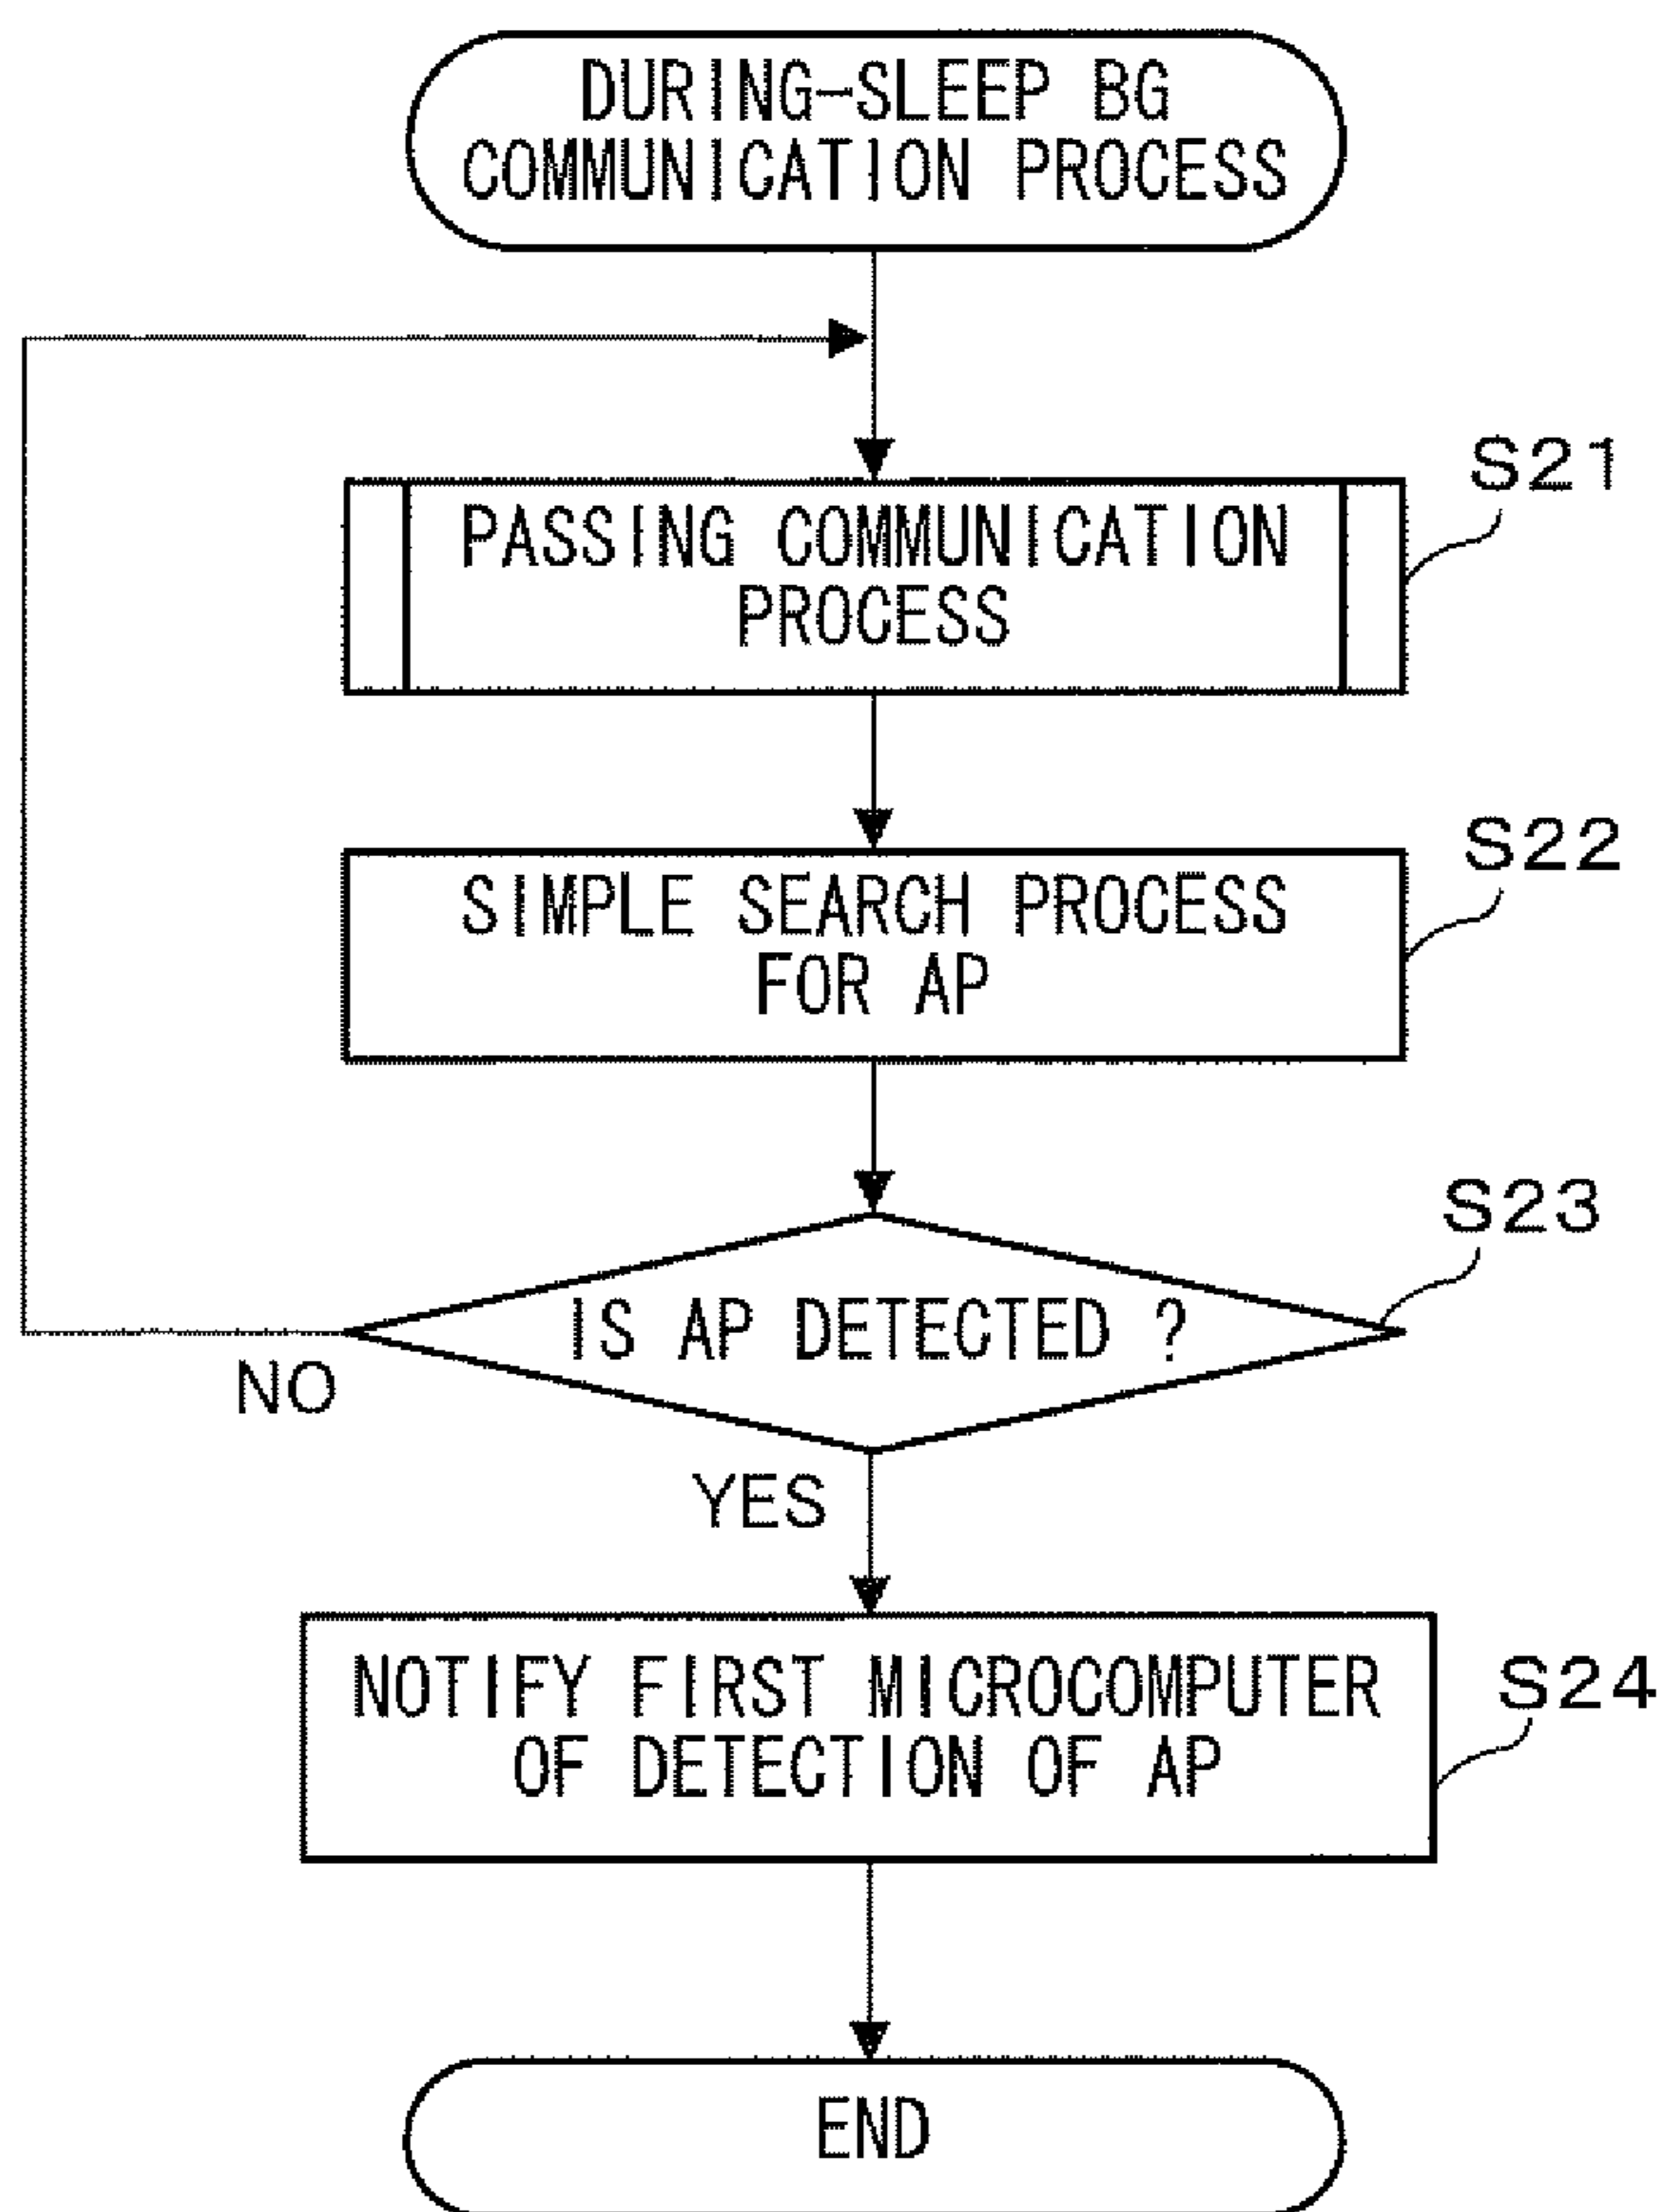 DURING-SLEEP BG
COMMUNICATION PROCESS
S21
PASSING COMMUNICATION
PROCESS
S22
SIMPLE SEARCH PROCESS
FOR AP
S23
IS AP DETECTED ?
NO
YES
S24
NOTIFY FIRST MICROCOMPUTER
OF DETECTION OF AP
END